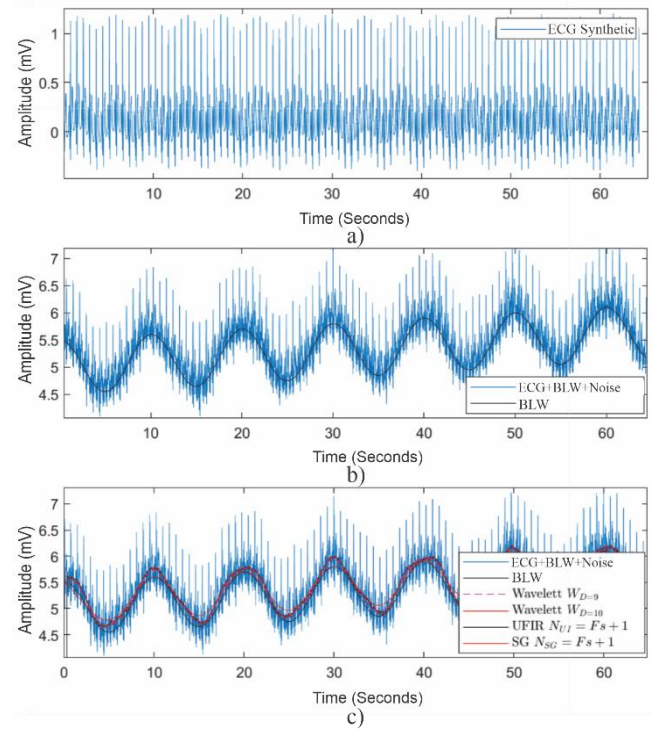 ECG Synthetic
Amplitude (mV)
1
0.5
0
10 20 30 40 50 60
Time (Seconds)
a)
Amplitude (mV)
7
6.5
6
5.5
5
4.5
ECG+BLW+Noise
BLW
10 20 30 40 50 60
Time (Seconds)
b)
Amplitude (mV)
7
6.5
6
5.5
5
4.5
ECG+BLW+Noise
BLW
Wavelett W_{D=9}
Wavelett W_{D=10}
UFIR N_{UI} = Fs + 1
SG N_{SG} = Fs + 1
0 10 20 30 40 50 60
Time (Seconds)
c)